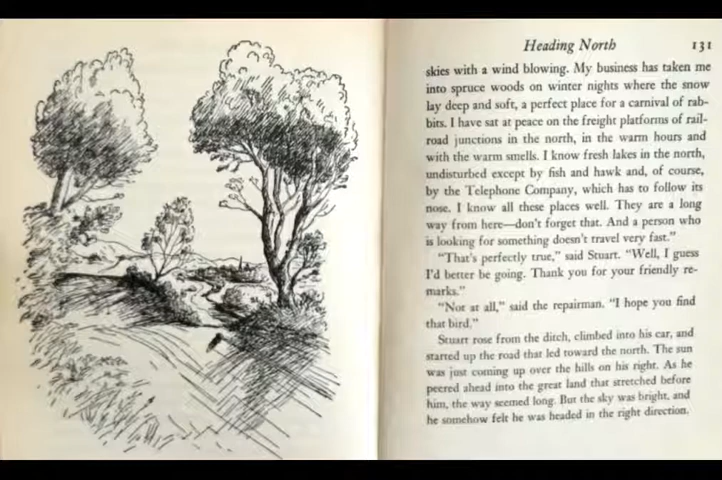 Heading North 131
skies with a wind blowing. My business has taken me
into spruce woods on winter nights where the snow
lay deep and soft, a perfect place for a carnival of rab-
bits. I have sat at peace on the freight platforms of rail-
road junctions in the north, in the warm hours and
with the warm smells. I know fresh lakes in the north,
undisturbed except by fish and hawk and, of course,
by the Telephone Company, which has to follow its
nose. I know all these places well. They are a long
way from here—don't forget that. And a person who
is looking for something doesn't travel very fast."
"That's perfectly true," said Stuart. "Well, I guess
I'd better be going. Thank you for your friendly re-
marks."
"Not at all," said the repairman. "I hope you find
that bird."
Stuart rose from the ditch, climbed into his car, and
started up the road that led toward the north. The sun
was just coming up over the hills on his right. As he
peered ahead into the great land that stretched before
him, the way seemed long. But the sky was bright, and
he somehow felt he was headed in the right direction.